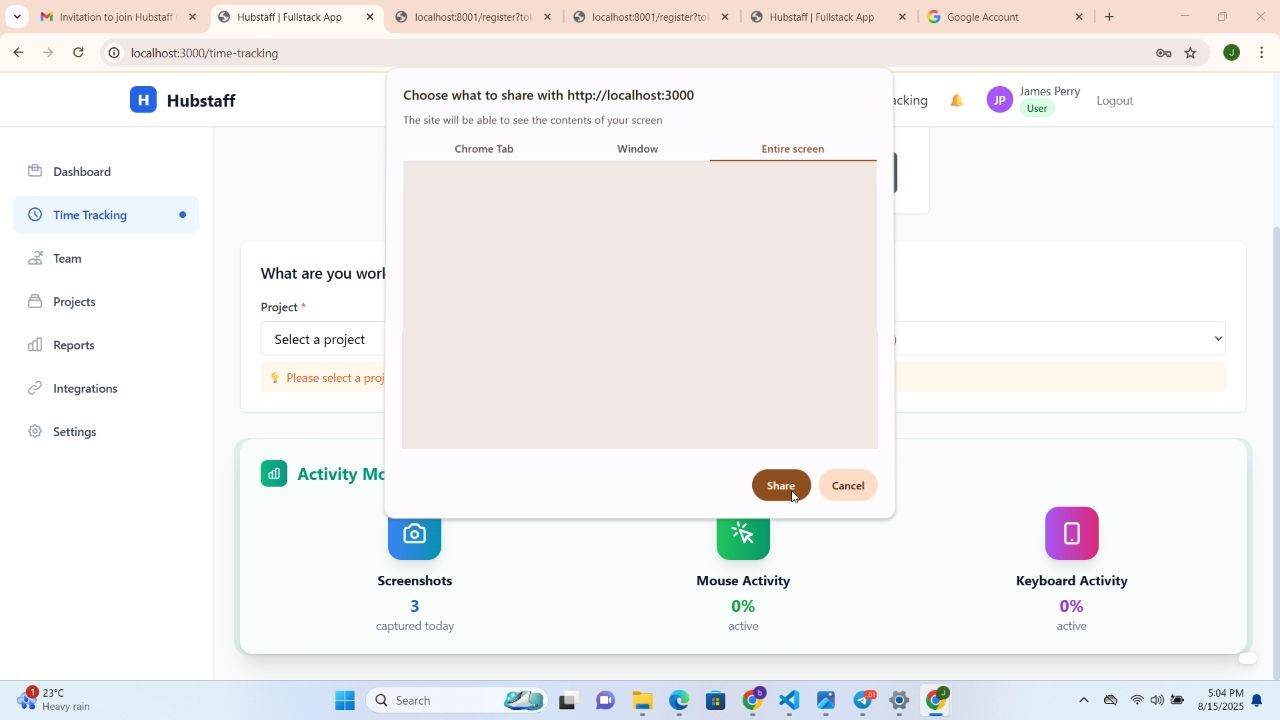 Invitation to join Hubstaff
Hubstaff | Fullstack App
localhost:8001/register?to
localhost:8001/register?to
Hubstaff | Fullstack App
Google Account
localhost:3000/time-tracking
J
H Hubstaff
acking
JP
James Perry
User
Logout
Choose what to share with http://localhost:3000
The site will be able to see the contents of your screen
Chrome Tab
Window
Entire screen
Dashboard
Time Tracking
Team
Projects
Reports
Integrations
Settings
What are you work
Project *
Select a project
)
Please select a proj
Share
Cancel
Activity Mo
Screenshots
3
captured today
Mouse Activity
0%
active
Keyboard Activity
0%
active
1
23°C
Heavy rain
Search
b
J
5:04 PM
8/15/2025